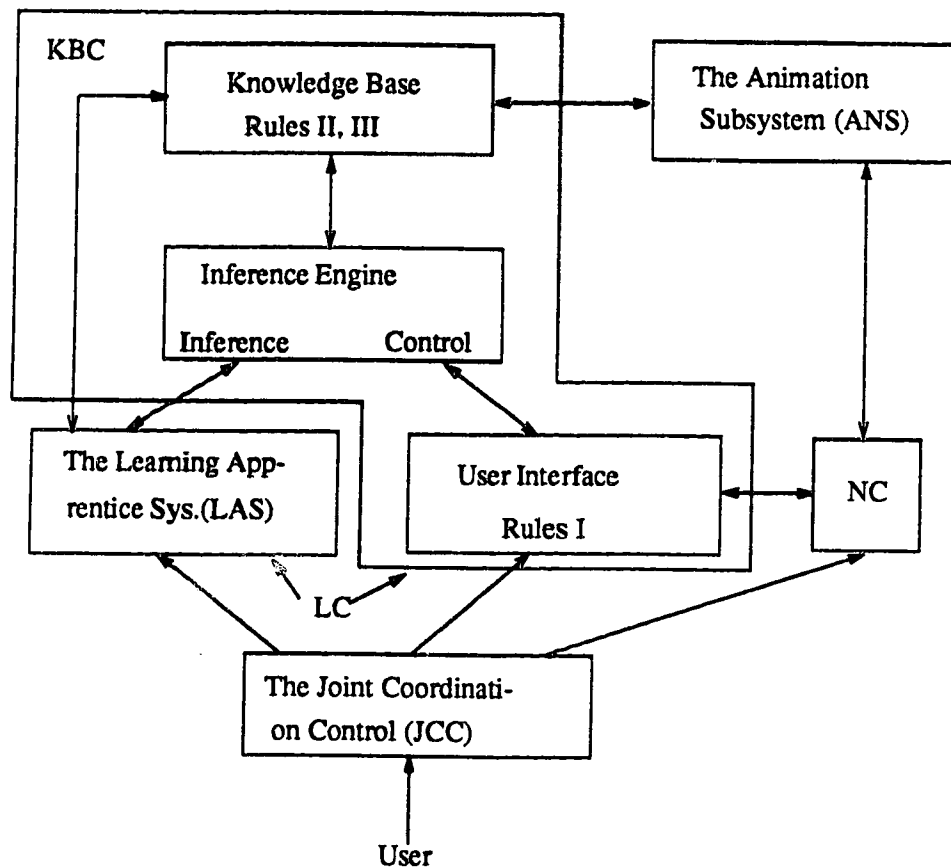 KBC
Knowledge Base
Rules II, III
The Animation
Subsystem (ANS)
Inference Engine
Inference
Control
The Learning App-
rentice Sys.(LAS)
User Interface
Rules I
NC
LC
The Joint Coordinati-
on Control (JCC)
User